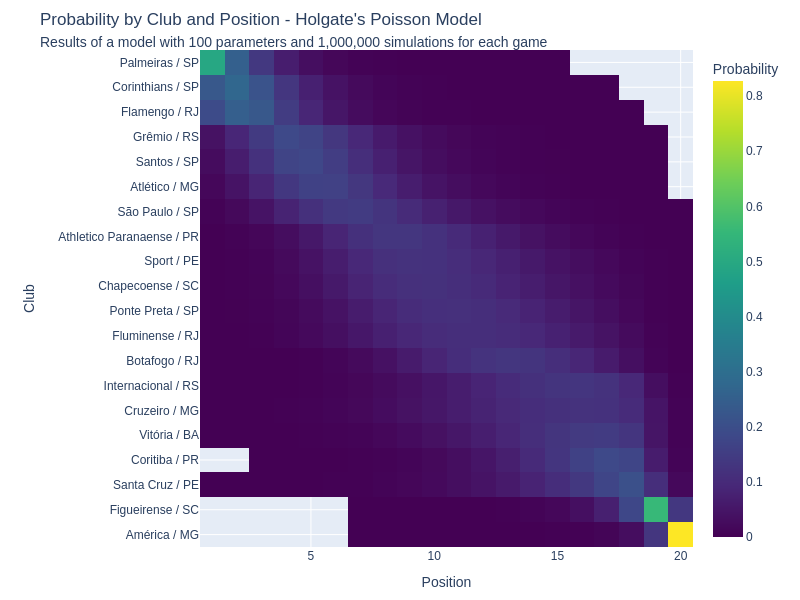 Probability by Club and Position - Holgate's Poisson Model
Results of a model with 100 parameters and 1,000,000 simulations for each game
Probability
Palmeiras / SP
Corinthians / SP
Flamengo / RJ
Grêmio / RS
Santos / SP
Atlético / MG
São Paulo / SP
Athletico Paranaense / PR
Sport / PE
Chapecoense / SC
Ponte Preta / SP
Fluminense / RJ
Botafogo / RJ
Internacional / RS
Cruzeiro / MG
Vitória / BA
Coritiba / PR
Santa Cruz / PE
Figueirense / SC
América / MG
Club
5 10 15 20
Position
0.8
0.7
0.6
0.5
0.4
0.3
0.2
0.1
0